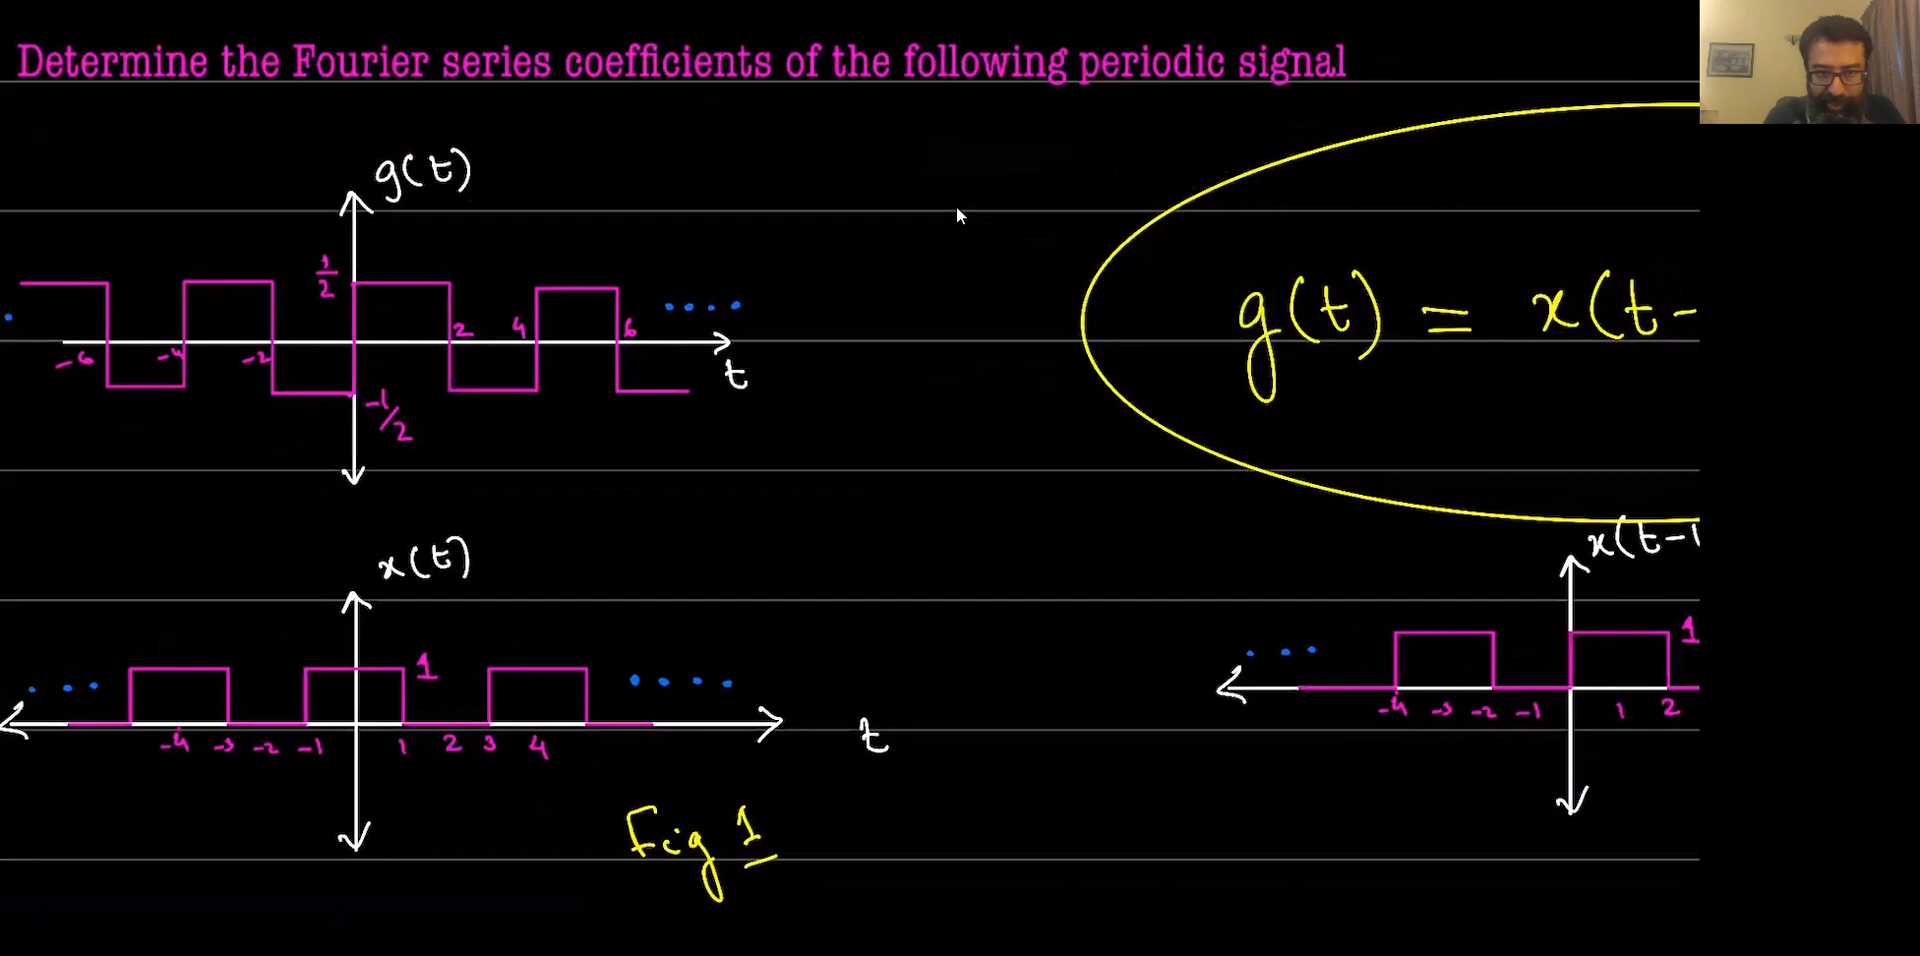 Determine the Fourier series coefficients of the following periodic signal
g(t)
1/2
-6 -4 -2 2 4 6
t
-1/2
g(t) = x(t-
x(t)
1
-4 -3 -2 -1 1 2 3 4
t
Fig 1
x(t-1
1
-4 -3 -2 -1 1 2